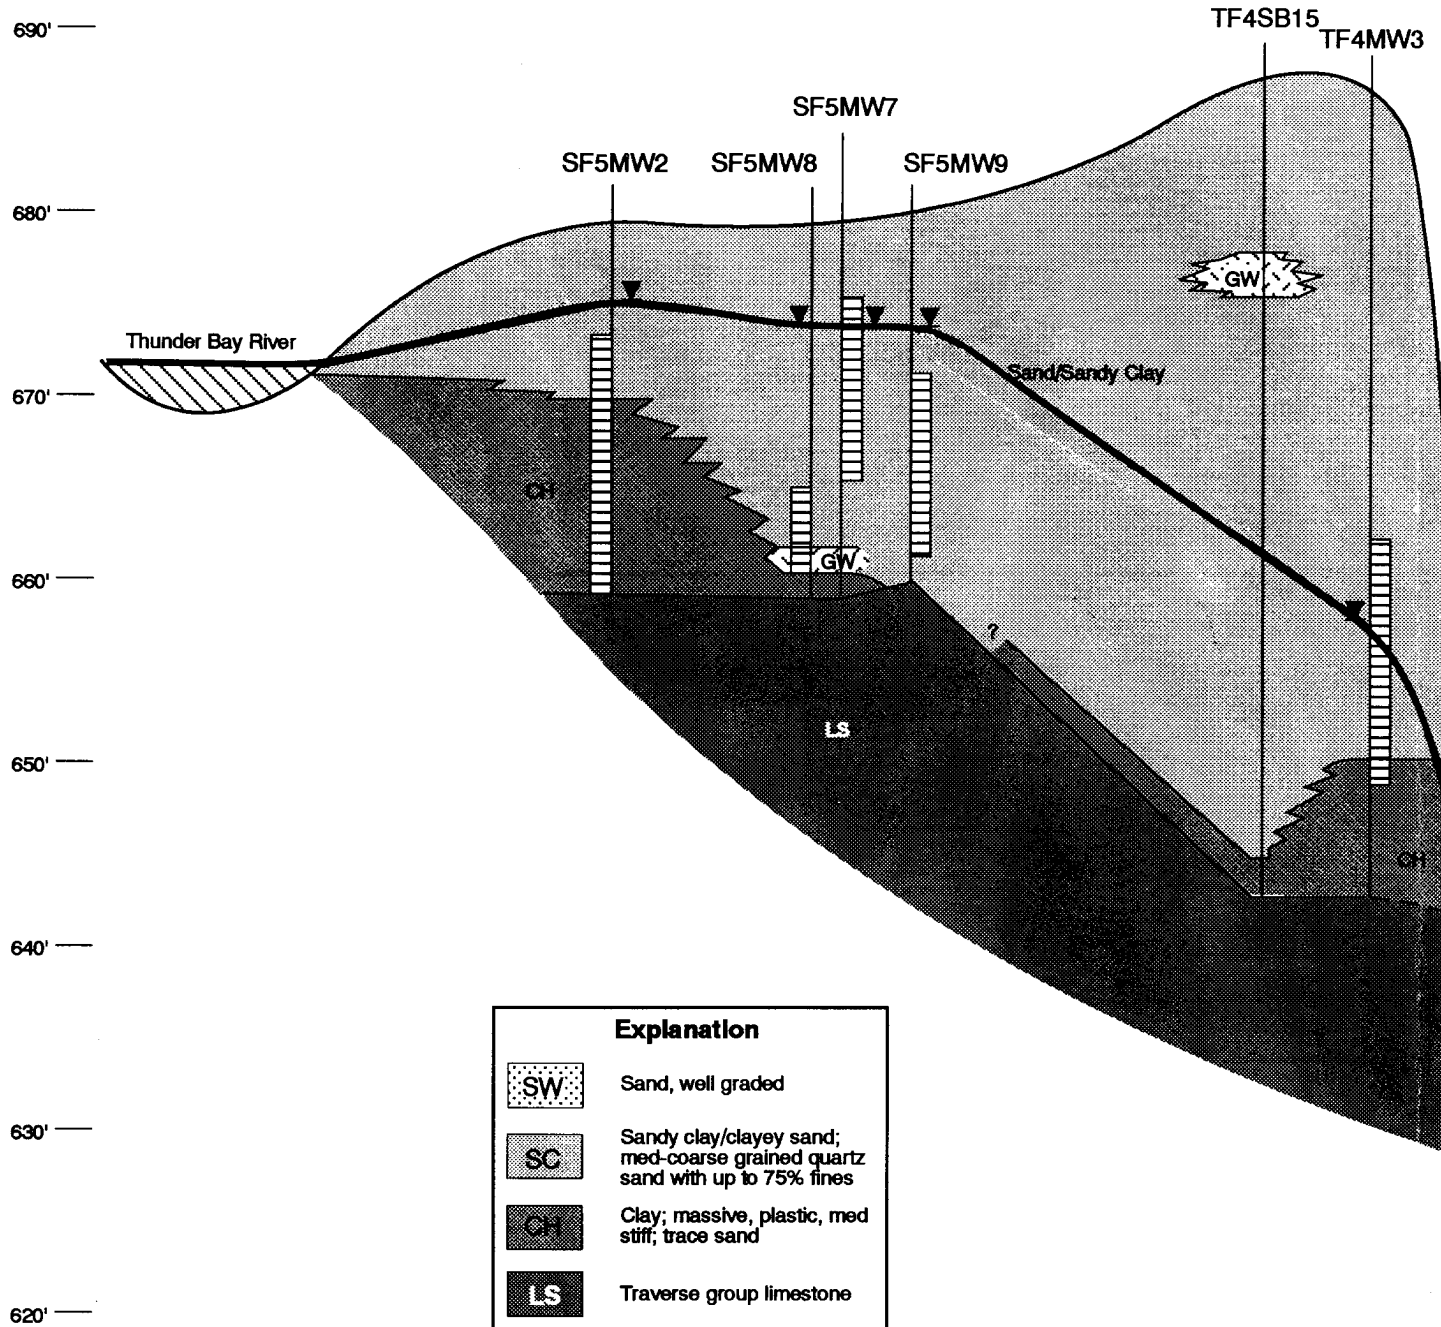 690'
TF4SB15
TF4MW3
SF5MW7
SF5MW2
SF5MW8
SF5MW9
680'
GW
Thunder Bay River
670'
Sand/Sandy Clay
CH
GW
660'
?
LS
650'
CH
640'
Explanation
SW
Sand, well graded
630'
SC
Sandy clay/clayey sand;
med-coarse grained quartz
sand with up to 75% fines
CH
Clay; massive, plastic, med
stiff; trace sand
LS
Traverse group limestone
620'